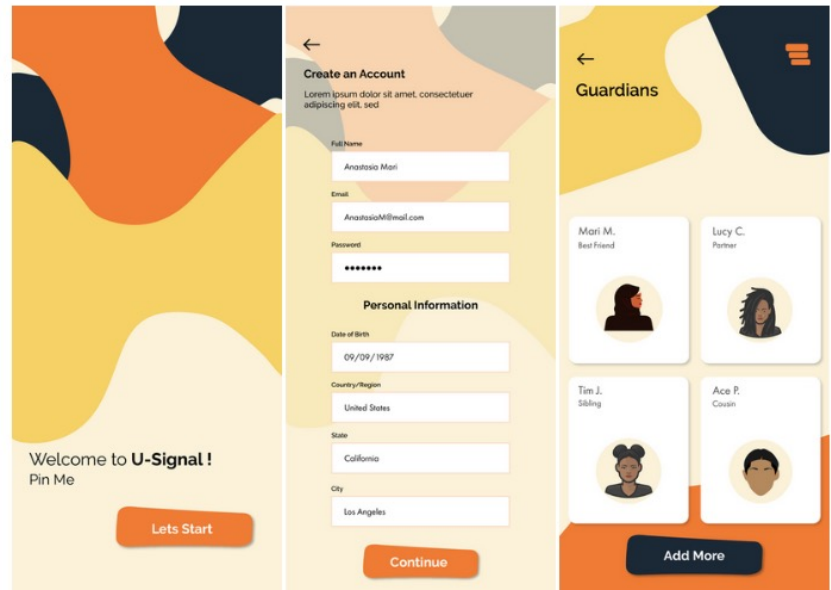 Welcome to U-Signal !
Pin Me
Lets Start
Create an Account
Lorem ipsum dolor sit amet, consectetuer
adipiscing elit, sed
Full Name
Anastasia Mari
Email
AnastasiaM@mail.com
Password
•••••••
Personal Information
Date of Birth
09/09/1987
Country/Region
United States
State
California
City
Los Angeles
Continue
Guardians
Mari M.
Best Friend
Lucy C.
Partner
Tim J.
Sibling
Ace P.
Cousin
Add More